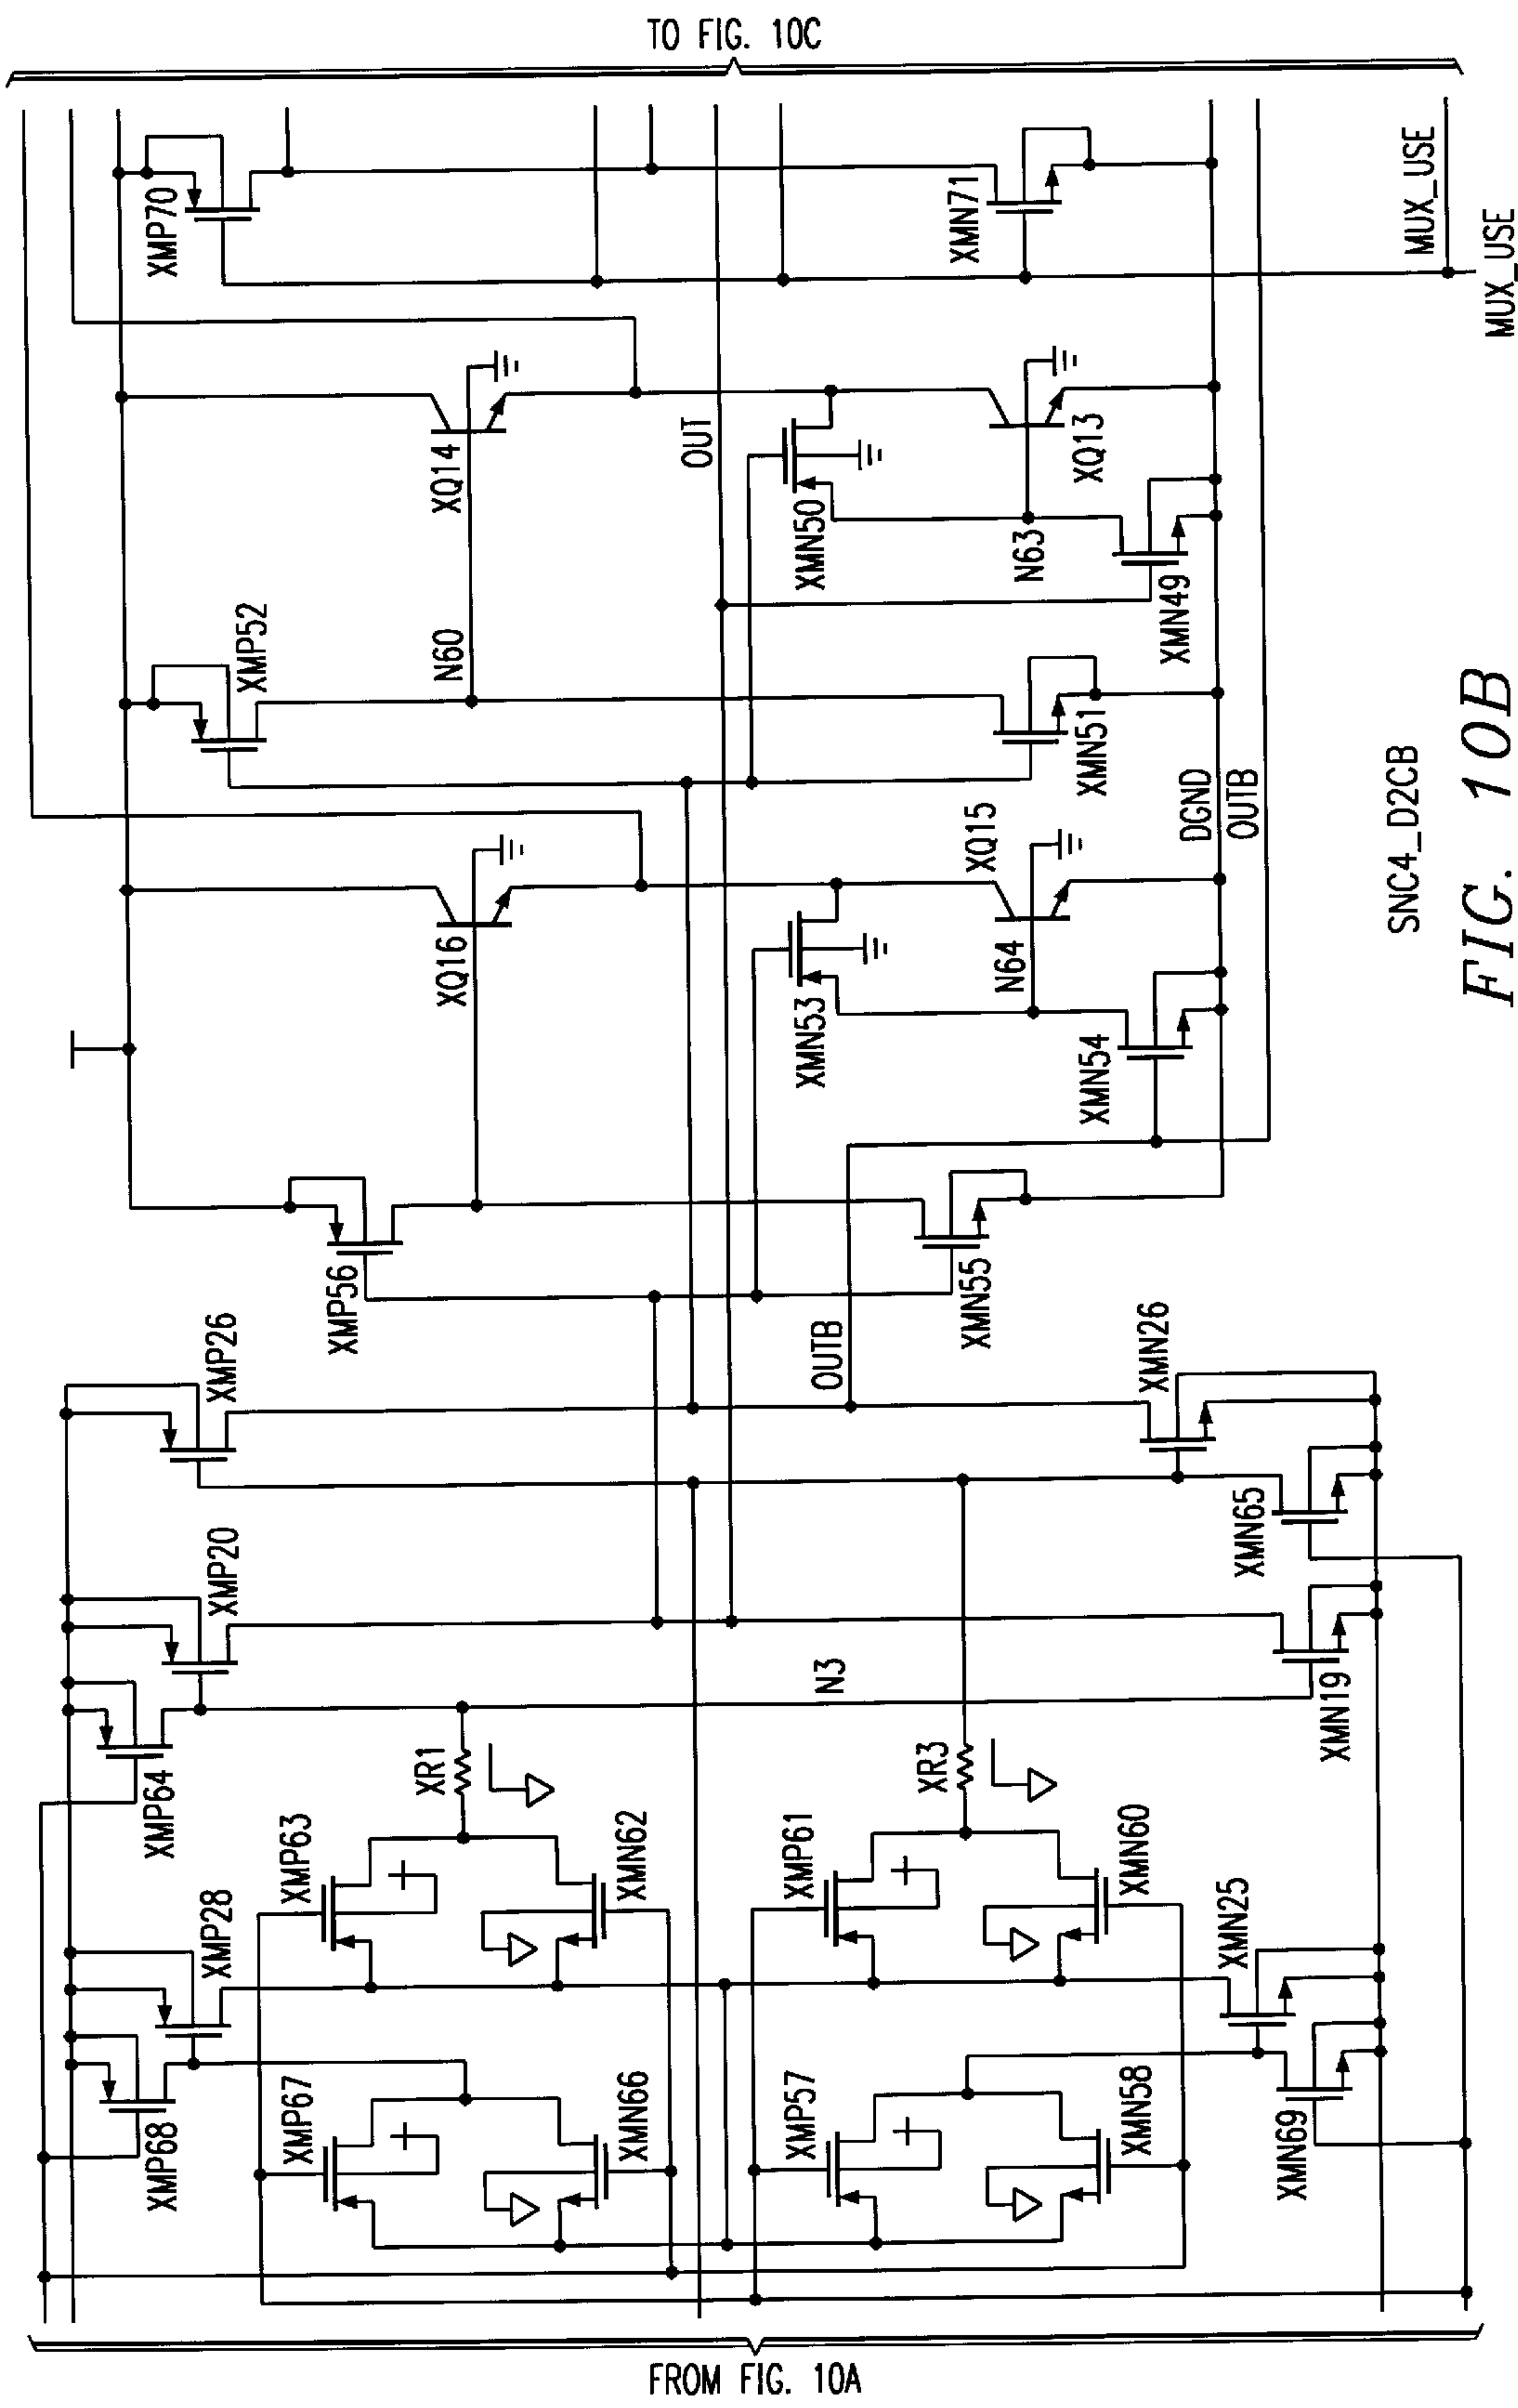 TO FIG. 10C
XMP70
XMN71
MUX_USE
MUX_USE
XQ14
OUT
XMN50
XQ13
N63
XMN49
XMP52
N60
XMN51
XQ16
XQ15
DGND
OUTB
XMN53
N64
XMN54
SNC4_D2CB
FIG. 10B
XMP56
XMN55
XMP26
OUTB
XMN26
XMP20
XMN65
N3
XMP64
XR1
XR3
XMN19
XMP63
XMN62
XMP61
XMN60
XMP28
XMN25
XMP68
XMP67
XMN66
XMP57
XMN58
XMN69
FROM FIG. 10A